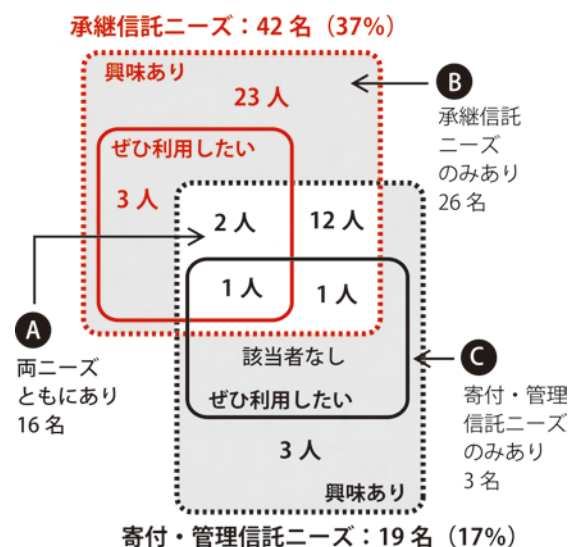 承継信託ニーズ：42 名（37%）
興味あり
23 人
B
承継信託
ニーズ
のみあり
26 名
ぜひ利用したい
3 人
2 人
12 人
1 人
1 人
A
両ニーズ
ともにあり
16 名
該当者なし
ぜひ利用したい
C
寄付・管理
信託ニーズ
のみあり
3 名
3 人
興味あり
寄付・管理信託ニーズ：19 名（17%）